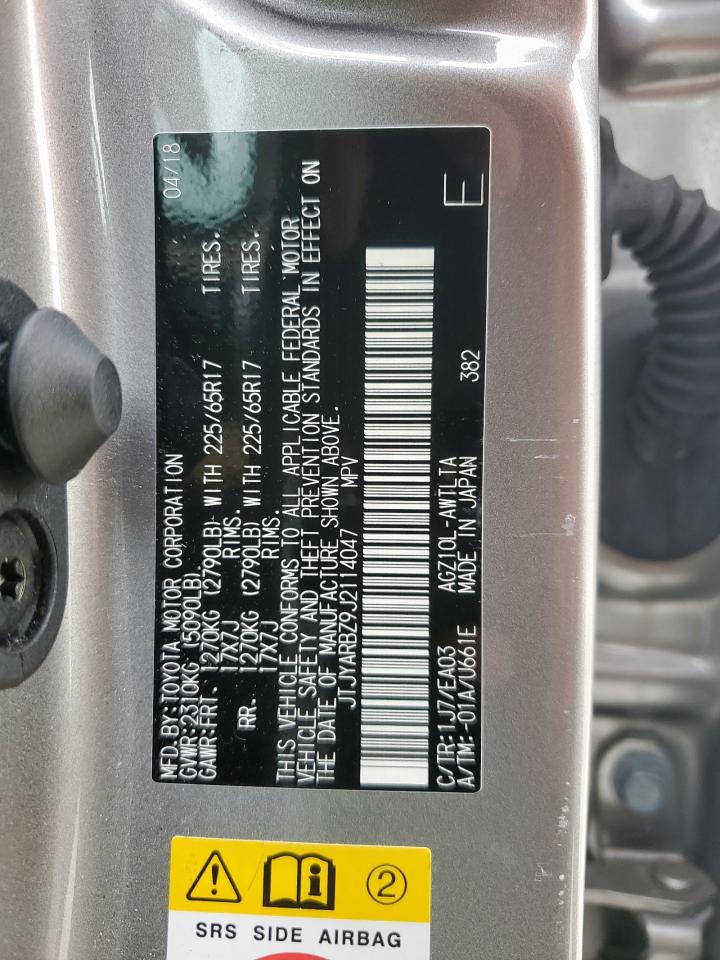 MFD.BY:TOYOTA MOTOR CORPORATION 04/18
GVWR:2310KG (5090LB)
GAWR:FRT. 1270KG (2790LB) WITH 225/65R17 TIRES.
17X7J RIMS.
RR. 1270KG (2790LB) WITH 225/65R17 TIRES.
17X7J RIMS.
THIS VEHICLE CONFORMS TO ALL APPLICABLE FEDERAL MOTOR
VEHICLE SAFETY AND THEFT PREVENTION STANDARDS IN EFFECT ON
THE DATE OF MANUFACTURE SHOWN ABOVE.
JTJYARBZ9J2114047 MPV
C/TR:1J7/EA03 AGZ10L-AWTLTA 382 E
A/TM:-01A/U661E MADE IN JAPAN
2
SRS SIDE AIRBAG